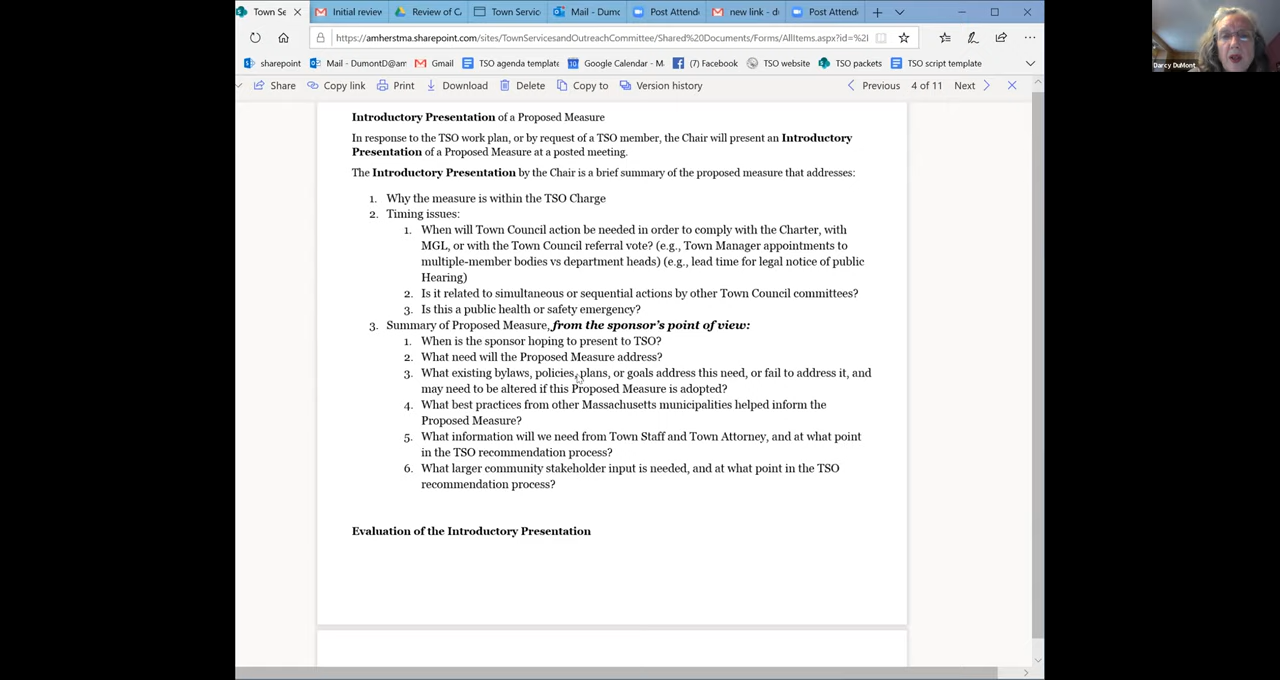 Town Se
Initial review
Review of C
Town Servic
Mail - Dumo
Post Attend
new link - d
Post Attend
https://amherstma.sharepoint.com/sites/TownServicesandOutreachCommittee/Shared%20Documents/Forms/AllItems.aspx?id=%2
sharepoint
Mail - DumontD@am
Gmail
TSO agenda template
Google Calendar - M
(7) Facebook
TSO website
TSO packets
TSO script template
Share
Copy link
Print
Download
Delete
Copy to
Version history
Previous
4 of 11
Next
Darcy DuMont
Introductory Presentation of a Proposed Measure
In response to the TSO work plan, or by request of a TSO member, the Chair will present an Introductory
Presentation of a Proposed Measure at a posted meeting.
The Introductory Presentation by the Chair is a brief summary of the proposed measure that addresses:
1. Why the measure is within the TSO Charge
2. Timing issues:
1. When will Town Council action be needed in order to comply with the Charter, with
MGL, or with the Town Council referral vote? (e.g., Town Manager appointments to
multiple-member bodies vs department heads) (e.g., lead time for legal notice of public
Hearing)
2. Is it related to simultaneous or sequential actions by other Town Council committees?
3. Is this a public health or safety emergency?
3. Summary of Proposed Measure, from the sponsor's point of view:
1. When is the sponsor hoping to present to TSO?
2. What need will the Proposed Measure address?
3. What existing bylaws, policies, plans, or goals address this need, or fail to address it, and
may need to be altered if this Proposed Measure is adopted?
4. What best practices from other Massachusetts municipalities helped inform the
Proposed Measure?
5. What information will we need from Town Staff and Town Attorney, and at what point
in the TSO recommendation process?
6. What larger community stakeholder input is needed, and at what point in the TSO
recommendation process?
Evaluation of the Introductory Presentation